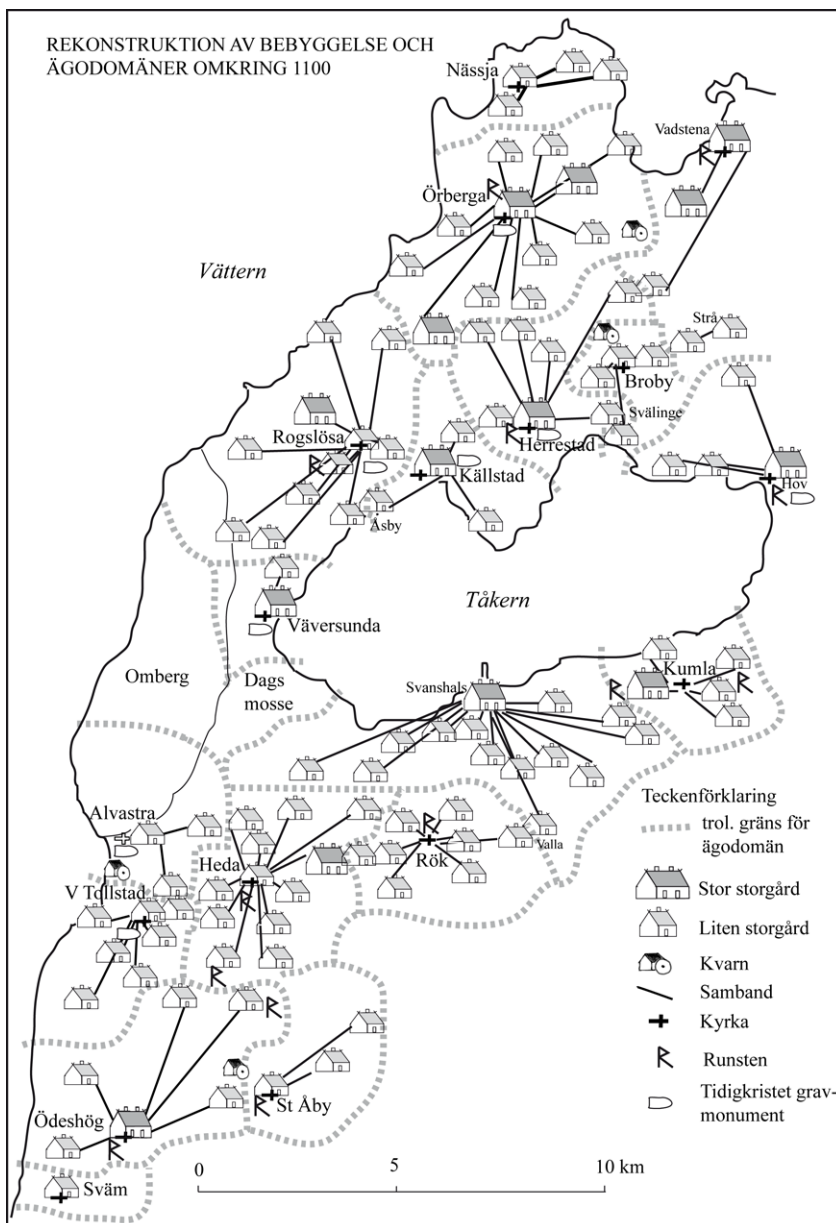 REKONSTRUKTION AV BEBYGGELSE OCH
ÄGODOMÄNER OMKRING 1100
Nässja
Vadstena
Örberga
Vättern
Strå
Broby
Svälinge
Rogslösa
Herrestad
Källstad
Hov
Åsby
Väversunda
Tåkern
Omberg
Dags
mosse
Svanshals
Kumla
Alvastra
Heda
Rök
Valla
V Tollstad
Ödeshög
St Åby
Sväm
Teckenförklaring
trol. gräns för
ägodomän
Stor storgård
Liten storgård
Kvarn
Samband
Kyrka
Runsten
Tidigkristet grav-
monument
0 5 10 km